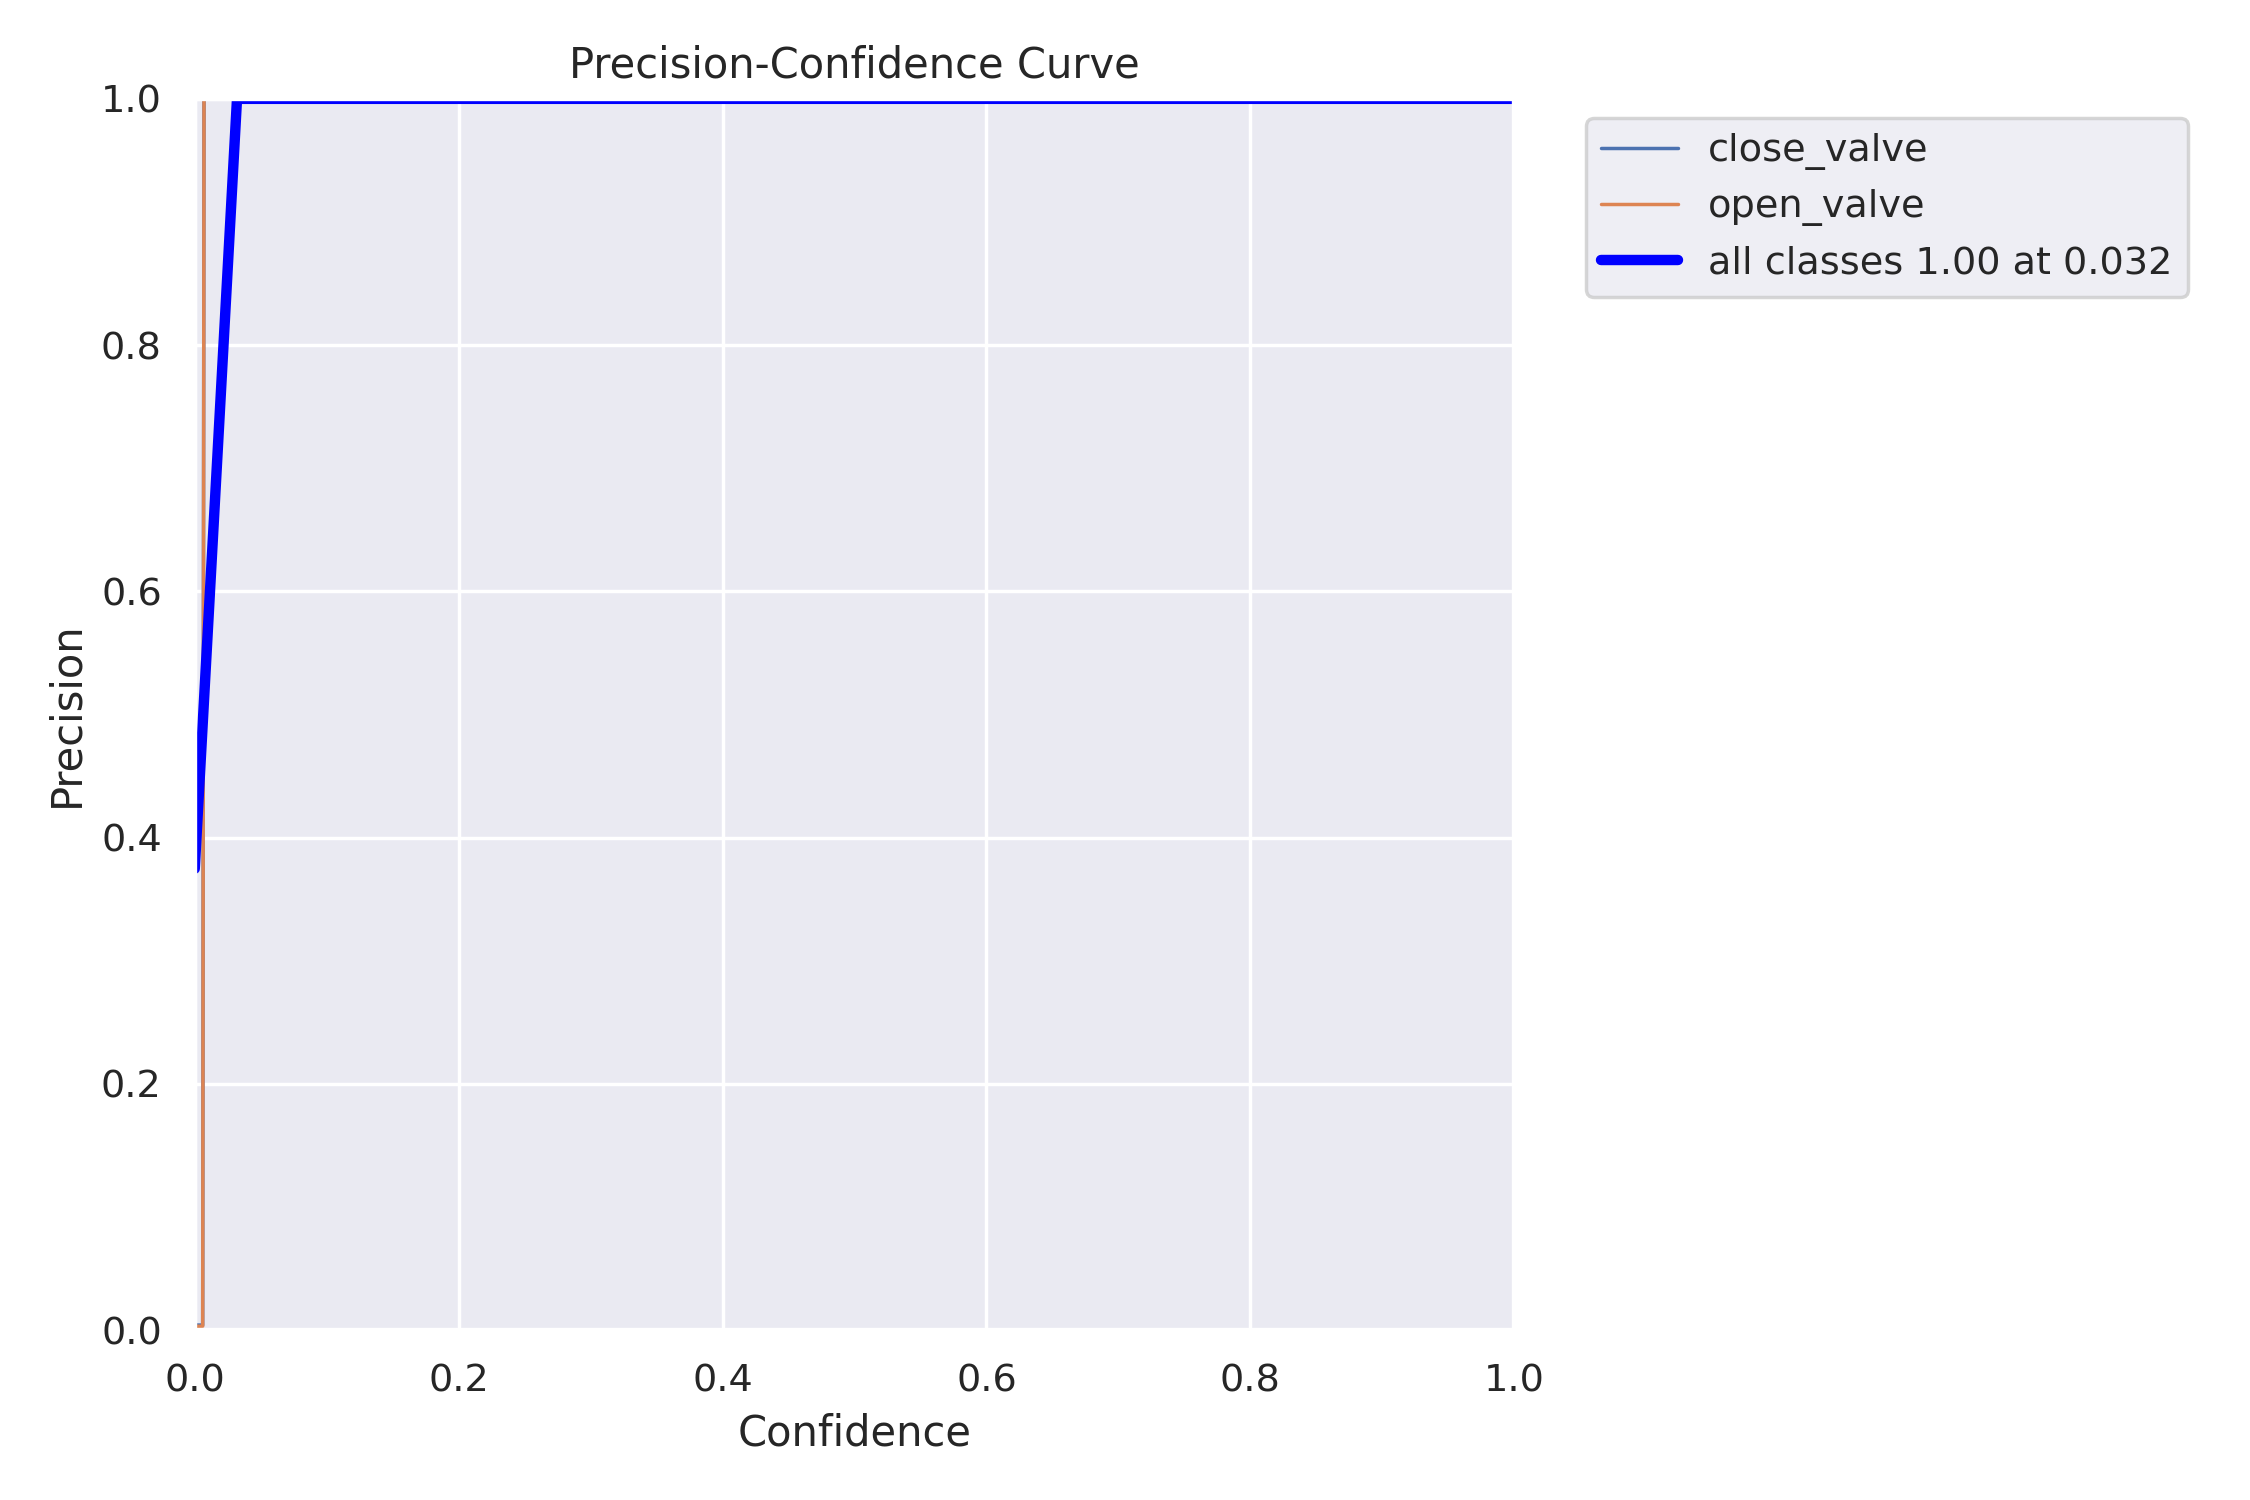 Precision-Confidence Curve
1.0
0.8
0.6
0.4
0.2
0.0
Precision
0.0 0.2 0.4 0.6 0.8 1.0
Confidence
close_valve
open_valve
all classes 1.00 at 0.032